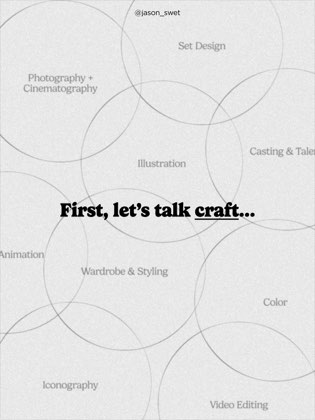 @jason_swet
Set Design
Photography +
Cinematography
Casting & Tale
Illustration
First, let's talk craft...
Animation
Wardrobe & Styling
Color
Iconography
Video Editing